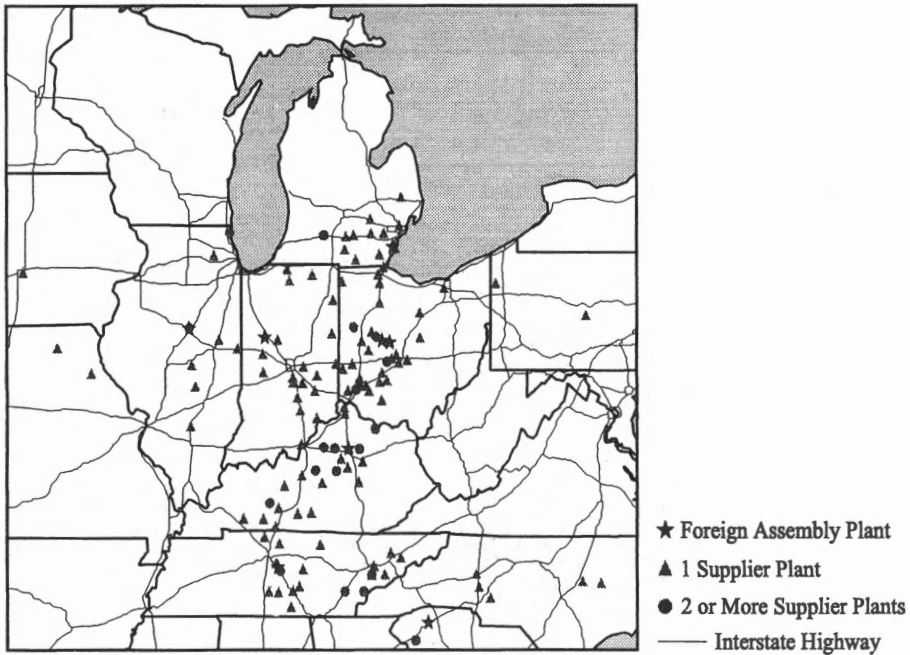 Foreign Assembly Plant
1 Supplier Plant
2 or More Supplier Plants
Interstate Highway